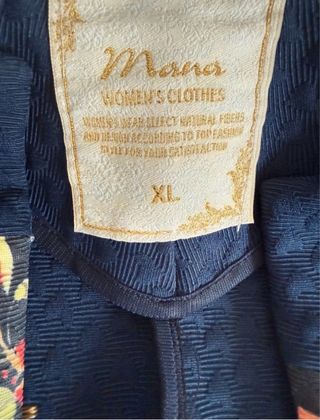 Mana
WOMEN'S CLOTHES
WOMEN'S WEAR SELECT NATURAL FIBERS
AND DESIGN ACCORDING TO TOP FASHION
STYLE FOR YOUR SATISFACTION
XL